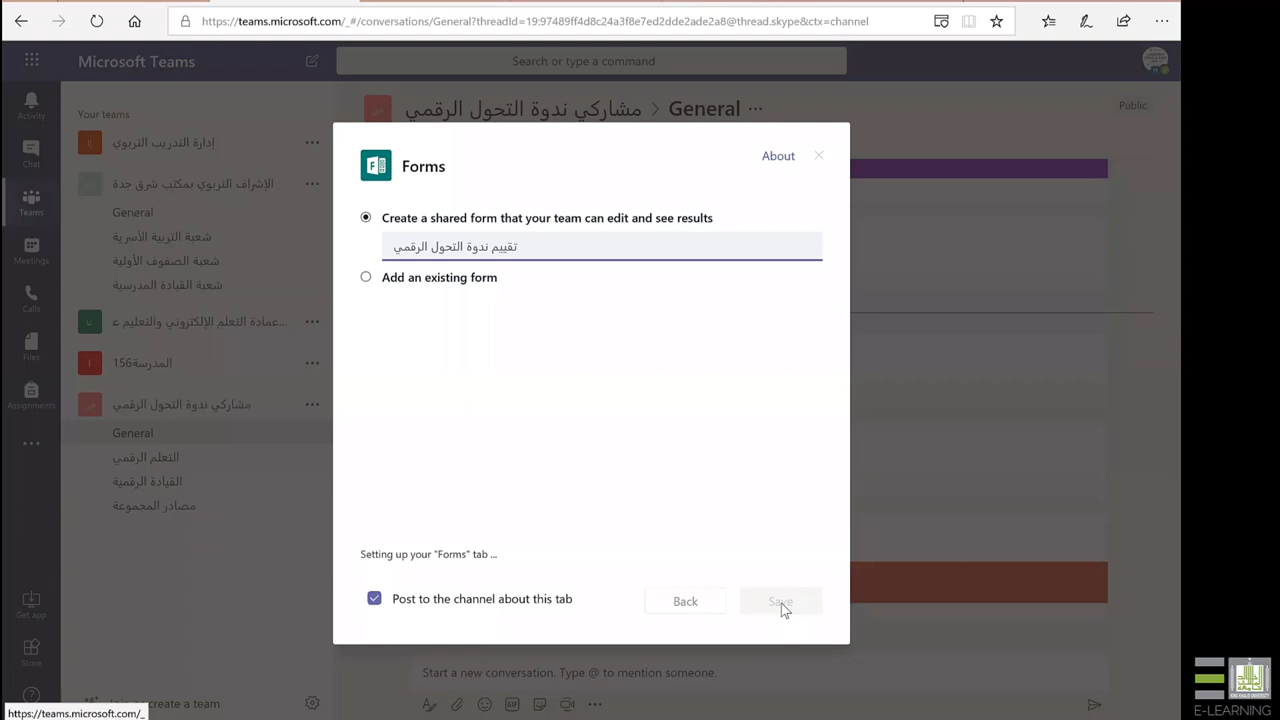 https://teams.microsoft.com/_#/conversations/General?threadId=19:97489ff4d8c24a3f8e7ed2dde2ade2a8@thread.skype&ctx=channel
Microsoft Teams
Search or type a command
Activity
Chat
Teams
Meetings
Calls
Files
Assignments
Get app
Store
Your teams
إدارة التدريب التربوي
الإشراف التربوي بمكتب شرق جدة
General
شعبة التربية الأسرية
شعبة الصفوف الأولية
شعبة القيادة المدرسية
عمادة التعلم الإلكتروني والتعليم ع...
المدرسة156
مشاركي ندوة التحول الرقمي
General
التعلم الرقمي
القيادة الرقمية
مصادر المجموعة
create a team
https://teams.microsoft.com/_
مشاركي ندوة التحول الرقمي > General ...
Public
Forms
About
Create a shared form that your team can edit and see results
تقييم ندوة التحول الرقمي
Add an existing form
Setting up your "Forms" tab ...
Post to the channel about this tab
Back
Save
Start a new conversation. Type @ to mention someone.
GIF
E-LEARNING